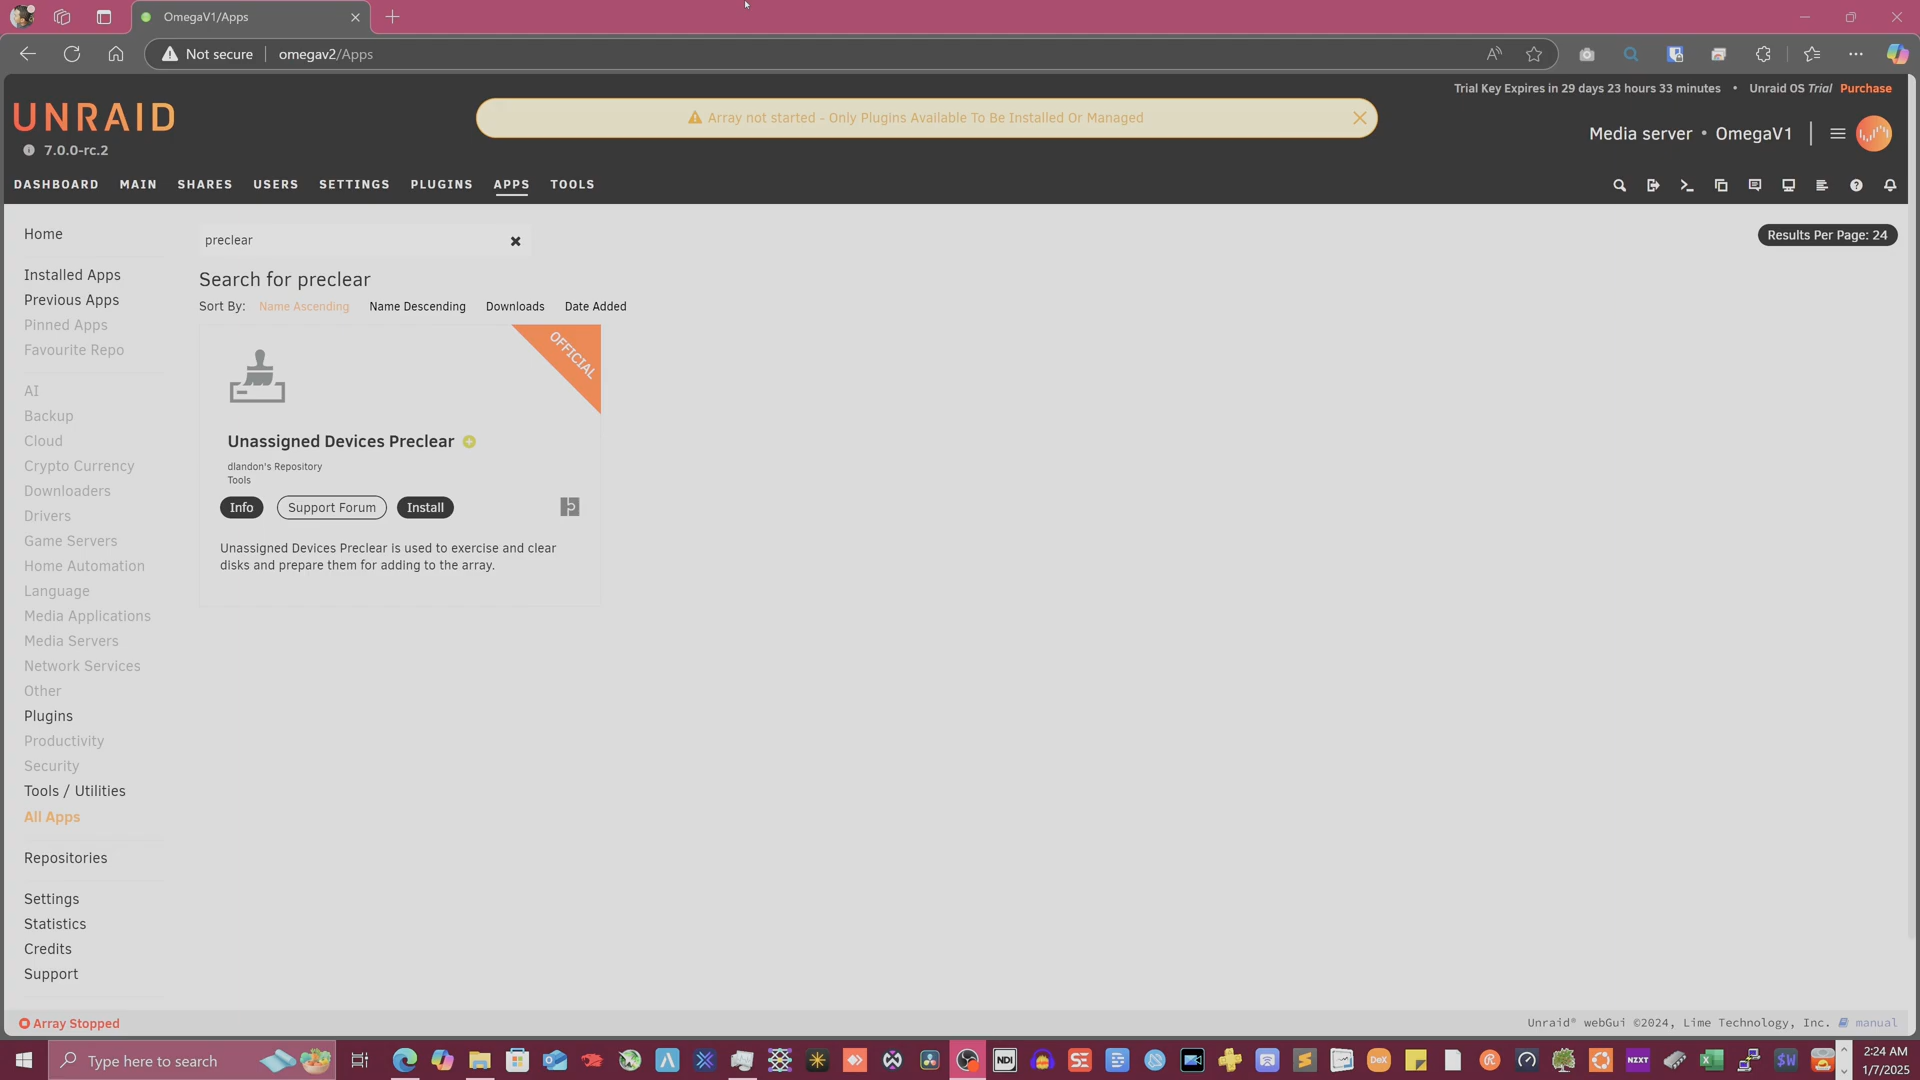 OmegaV1/Apps
Not secure
omegav2/Apps
Trial Key Expires in 29 days 23 hours 33 minutes • Unraid OS Trial Purchase
UNRAID
7.0.0-rc.2
Array not started - Only Plugins Available To Be Installed Or Managed
Media server • OmegaV1
DASHBOARD MAIN SHARES USERS SETTINGS PLUGINS APPS TOOLS
Home
Installed Apps
Previous Apps
Pinned Apps
Favourite Repo
AI
Backup
Cloud
Crypto Currency
Downloaders
Drivers
Game Servers
Home Automation
Language
Media Applications
Media Servers
Network Services
Other
Plugins
Productivity
Security
Tools / Utilities
All Apps
Repositories
Settings
Statistics
Credits
Support
preclear
Results Per Page: 24
Search for preclear
Sort By: Name Ascending Name Descending Downloads Date Added
OFFICIAL
Unassigned Devices Preclear
dlandon's Repository
Tools
Info Support Forum Install
Unassigned Devices Preclear is used to exercise and clear
disks and prepare them for adding to the array.
Array Stopped
Unraid® webGui ©2024, Lime Technology, Inc. manual
Type here to search
NDI
SE
DeX
NZXT
$W
2:24 AM
1/7/2025